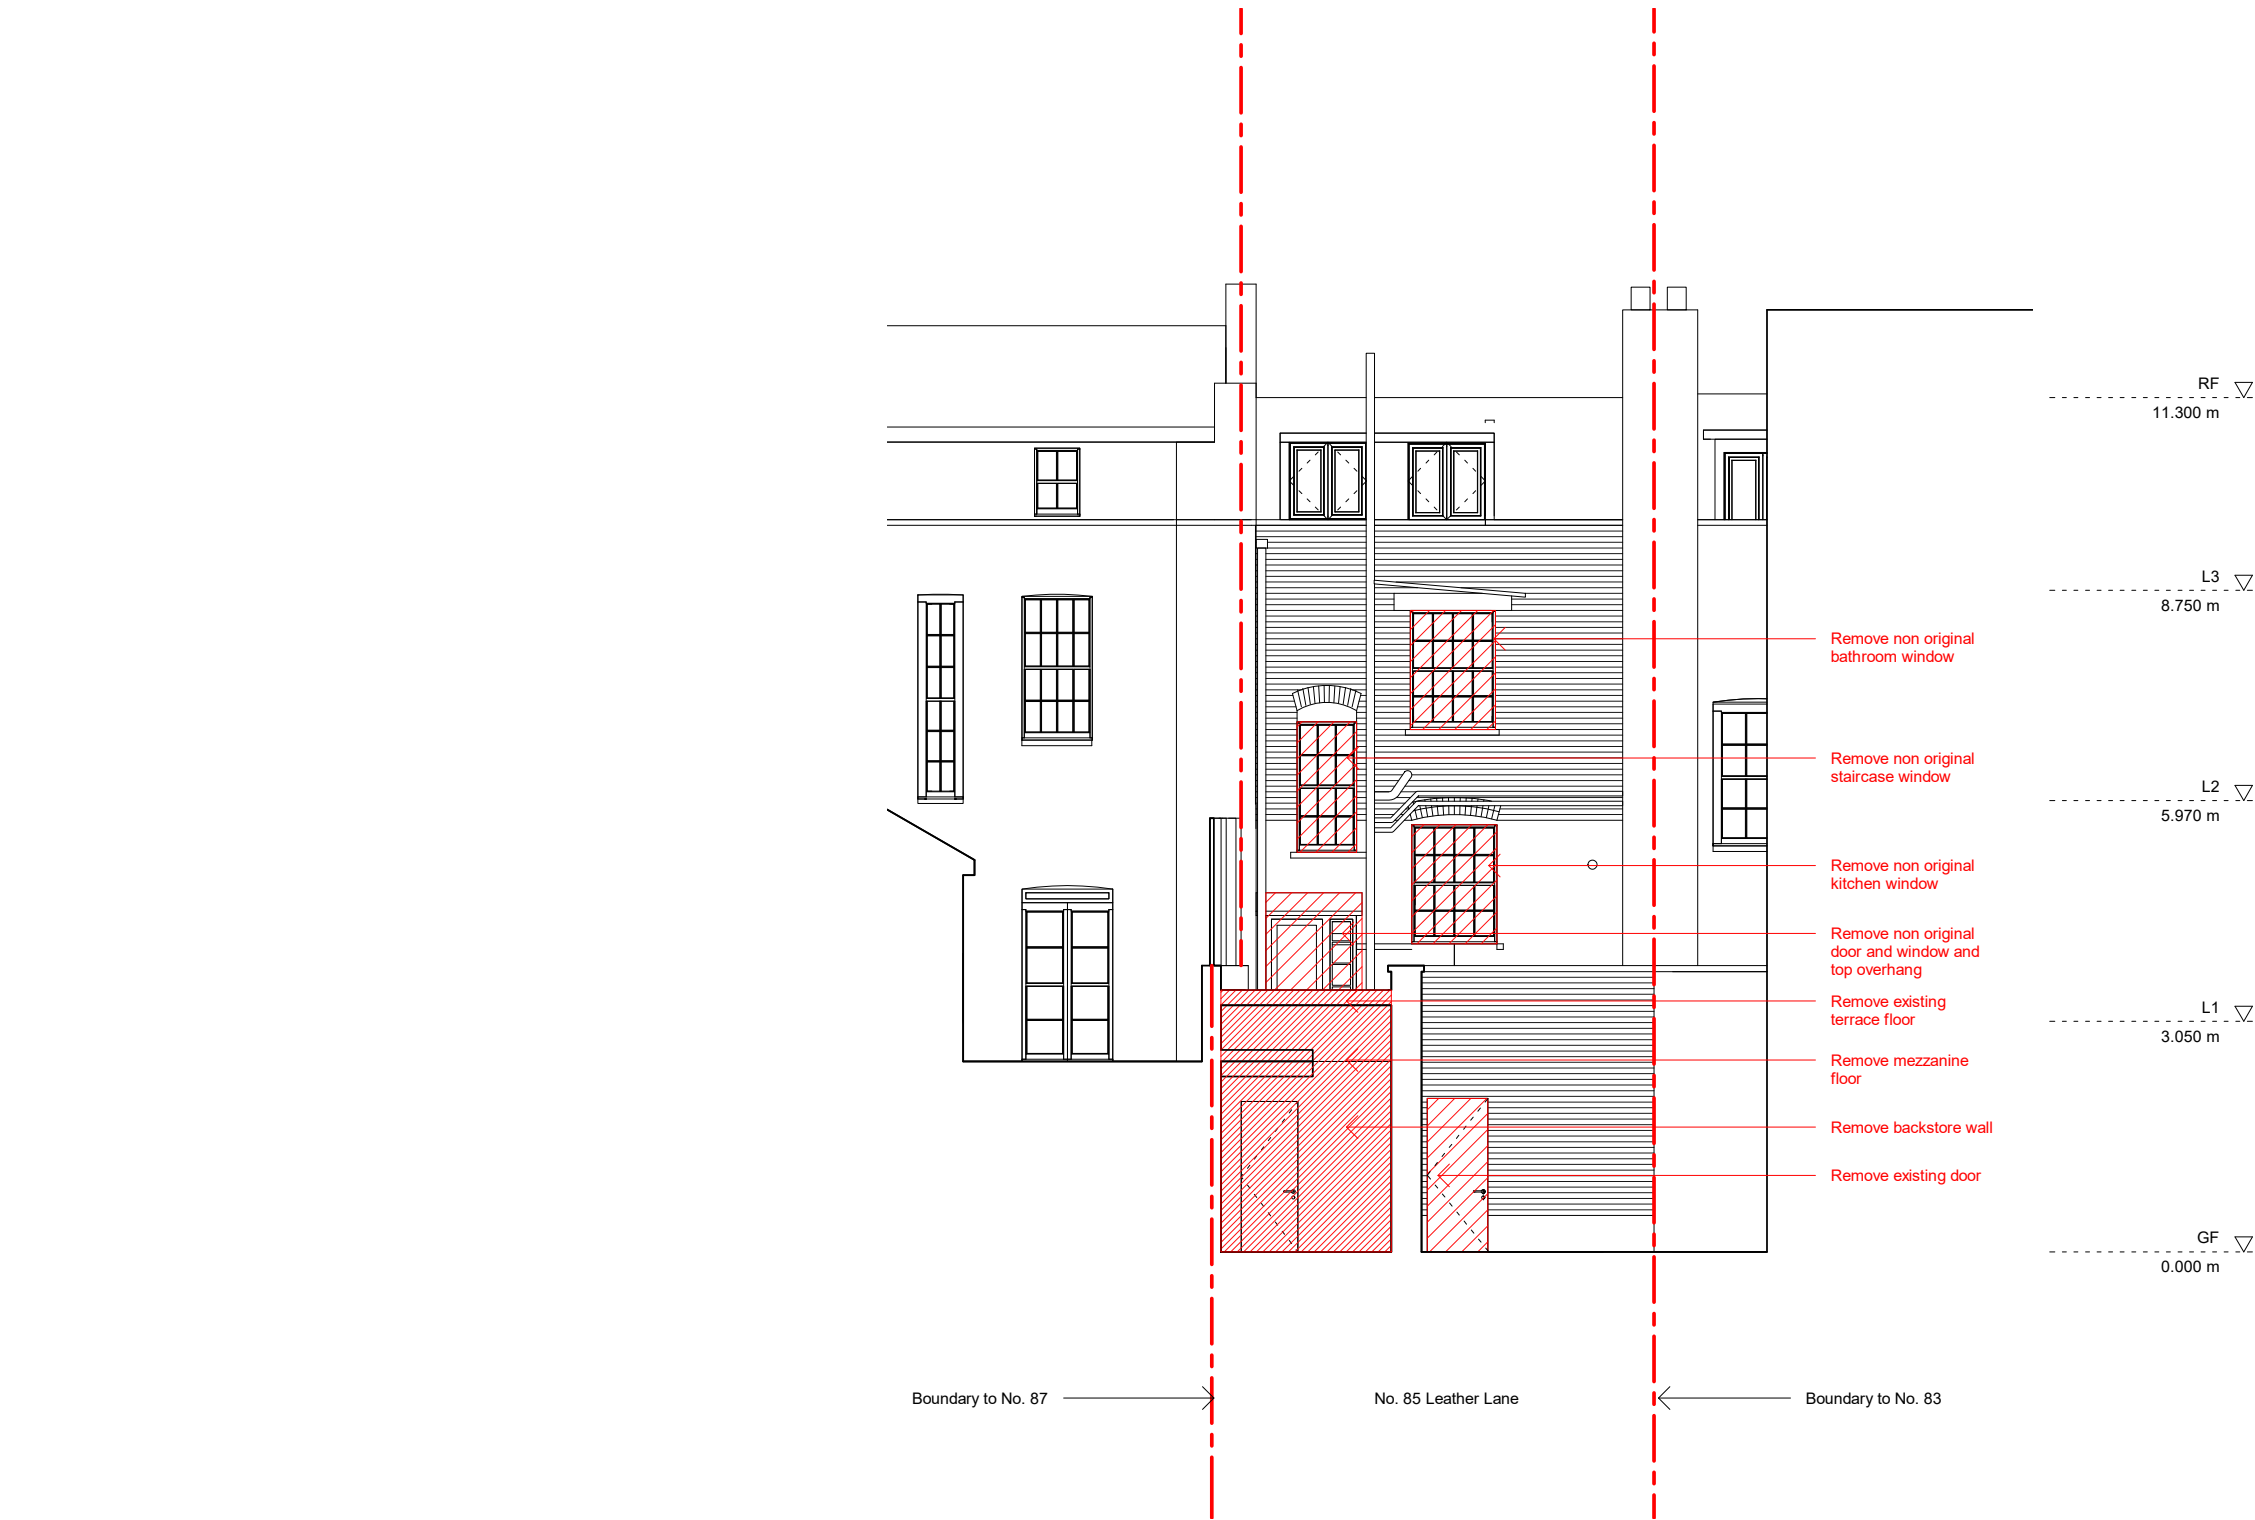 RF
11.300 m
L3
8.750 m
Remove non original
bathroom window
Remove non original
staircase window
L2
5.970 m
Remove non original
kitchen window
Remove non original
door and window and
top overhang
Remove existing
terrace floor
L1
3.050 m
Remove mezzanine
floor
Remove backstore wall
Remove existing door
GF
0.000 m
Boundary to No. 87
No. 85 Leather Lane
Boundary to No. 83